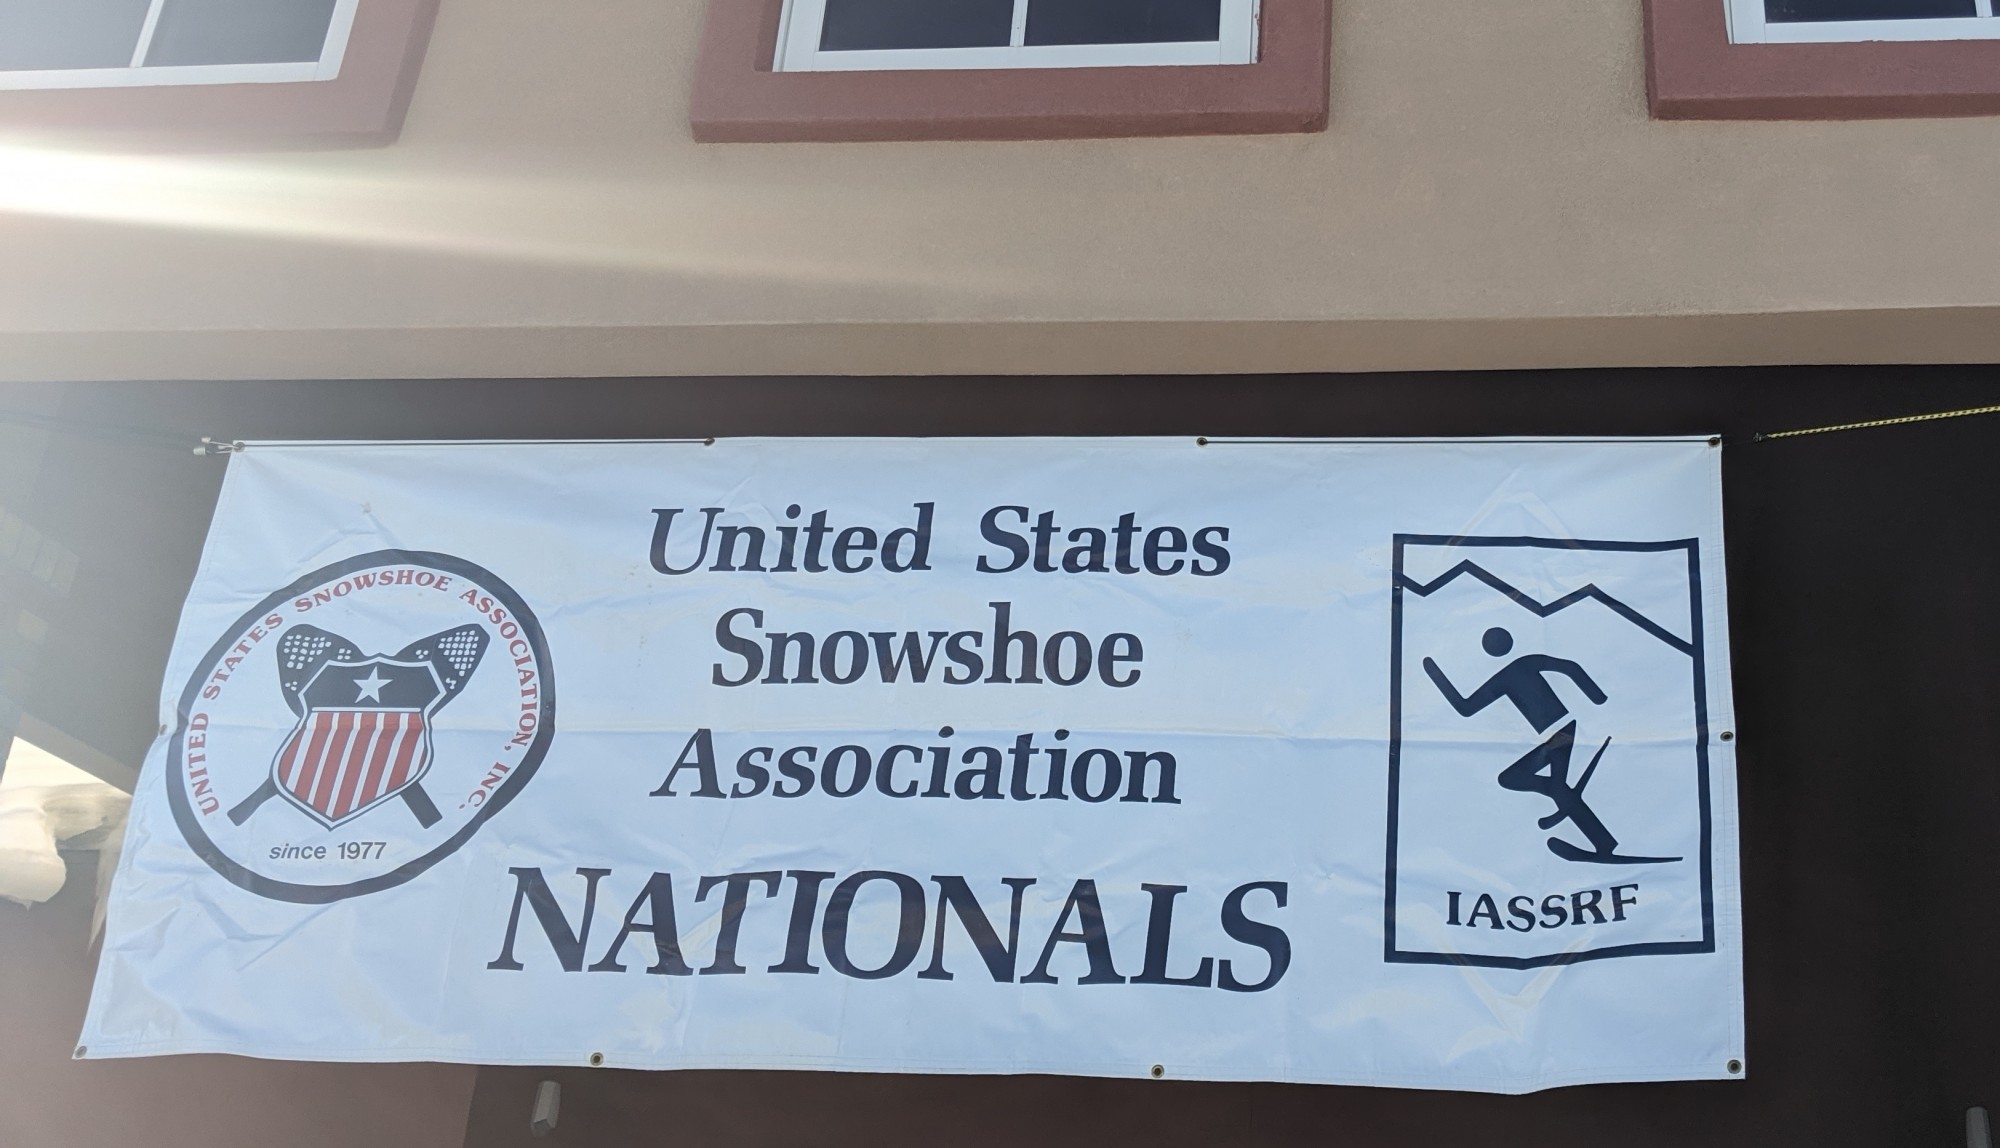 UNITED STATES SNOWSHOE ASSOCIATION, INC.
since 1977
United States
Snowshoe
Association
NATIONALS
IASSRF